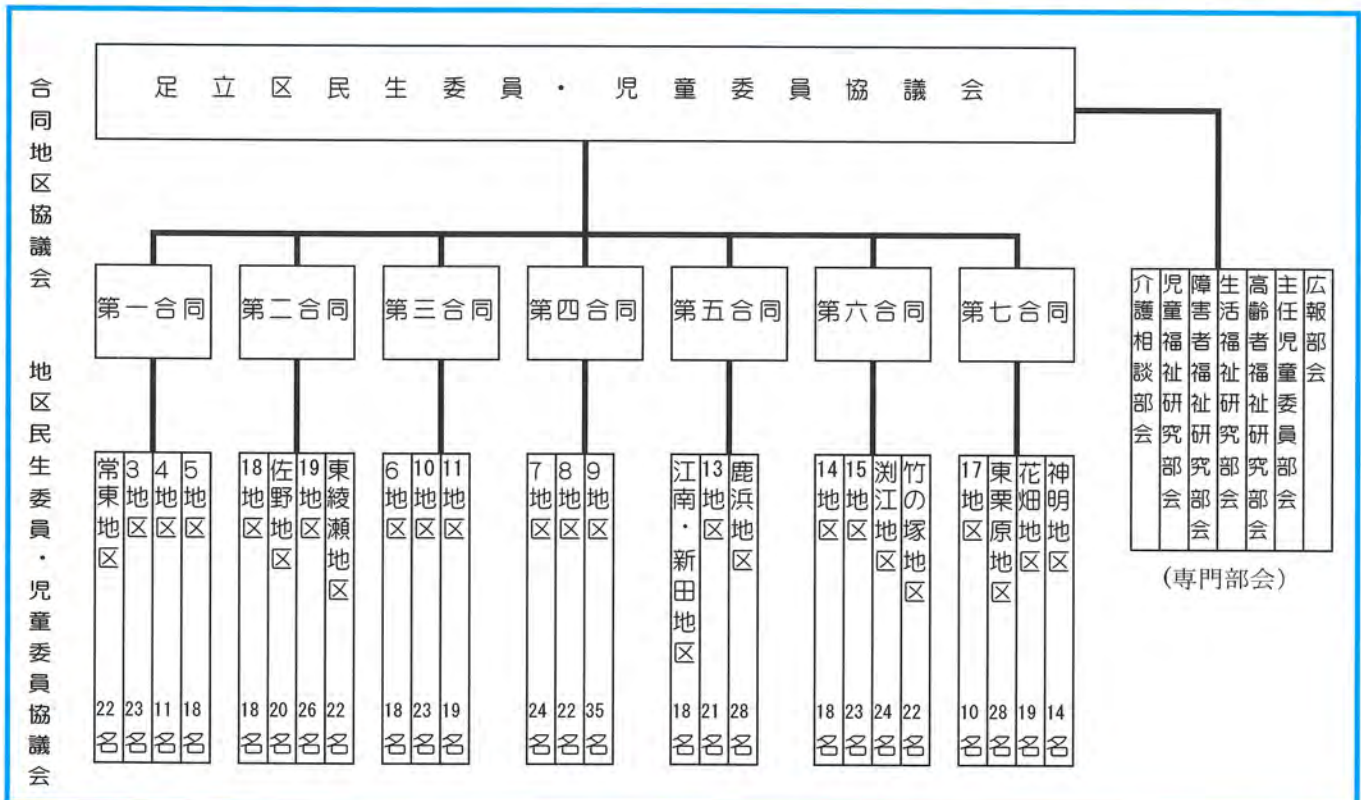 足立区民生委員・児童委員協議会
合同地区協議会
第一合同
第二合同
第三合同
第四合同
第五合同
第六合同
第七合同
地区民生委員・児童委員協議会
常東地区 22名
3地区 23名
4地区 11名
5地区 18名
18地区 18名
佐野地区 20名
19地区 26名
東綾瀬地区 22名
6地区 18名
10地区 23名
11地区 19名
7地区 24名
8地区 22名
9地区 35名
江南・新田地区 18名
13地区 21名
鹿浜地区 28名
14地区 18名
15地区 23名
渕江地区 24名
竹の塚地区 22名
17地区 10名
東栗原地区 28名
花畑地区 19名
神明地区 14名
介護相談部会
児童福祉研究部会
障害者福祉研究部会
生活福祉研究部会
高齢者福祉研究部会
主任児童委員部会
広報部会
(専門部会)